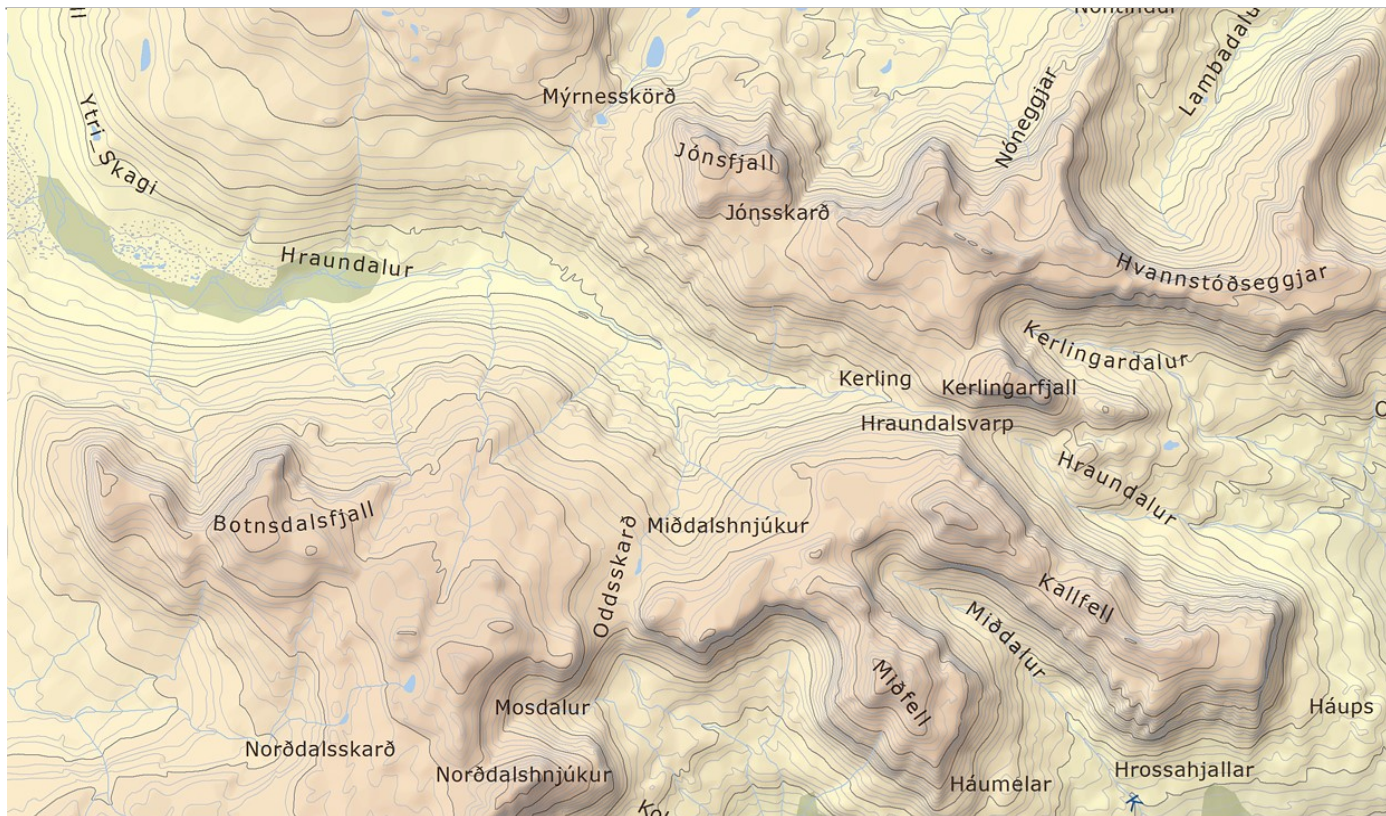 Lambadalur
Mýrnesskörð
Nóneggjar
Ytri_Skagi
Jónsfjall
Jónsskarð
Hraundalur
Hvannstóðseggjar
Kerlingardalur
Kerling
Kerlingarfjall
Hraundalsvarp
Hraundalur
Botnsdalsfjall
Miðdalshnjúkur
Oddsskarð
Kallfell
Miðdalur
Miðfell
Mosdalur
Háups
Norðdalsskarð
Norðdalshnjúkur
Hrossahjallar
Háumelar